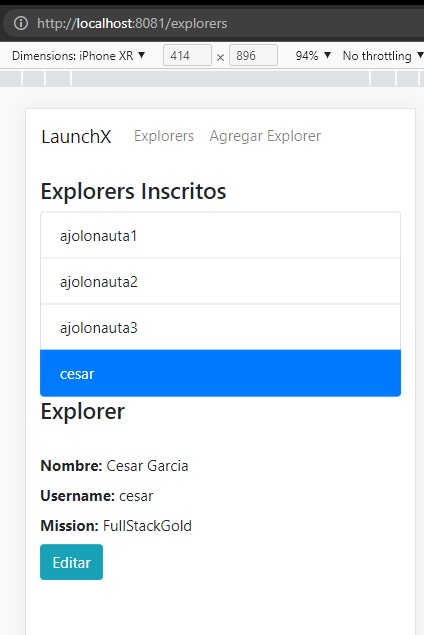 http://localhost:8081/explorers
Dimensions: iPhone XR ▼ 414 × 896 94% ▼ No throttling
LaunchX Explorers Agregar Explorer
Explorers Inscritos
ajolonauta1
ajolonauta2
ajolonauta3
cesar
Explorer
Nombre: Cesar Garcia
Username: cesar
Mission: FullStackGold
Editar